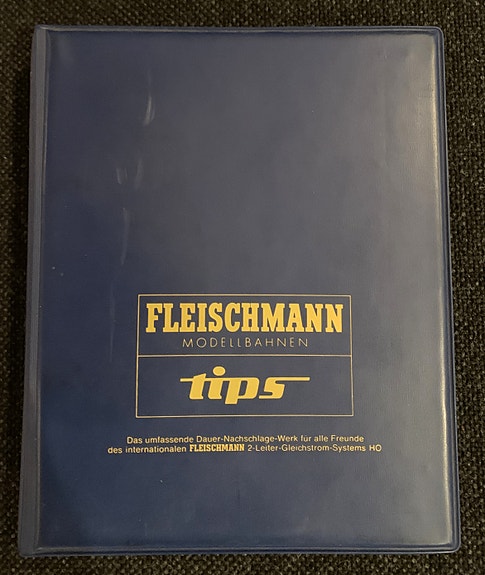 FLEISCHMANN
MODELLBAHNEN
tips
Das umfassende Dauer-Nachschlage-Werk für alle Freunde
des internationalen FLEISCHMANN 2-Leiter-Gleichstrom-Systems HO